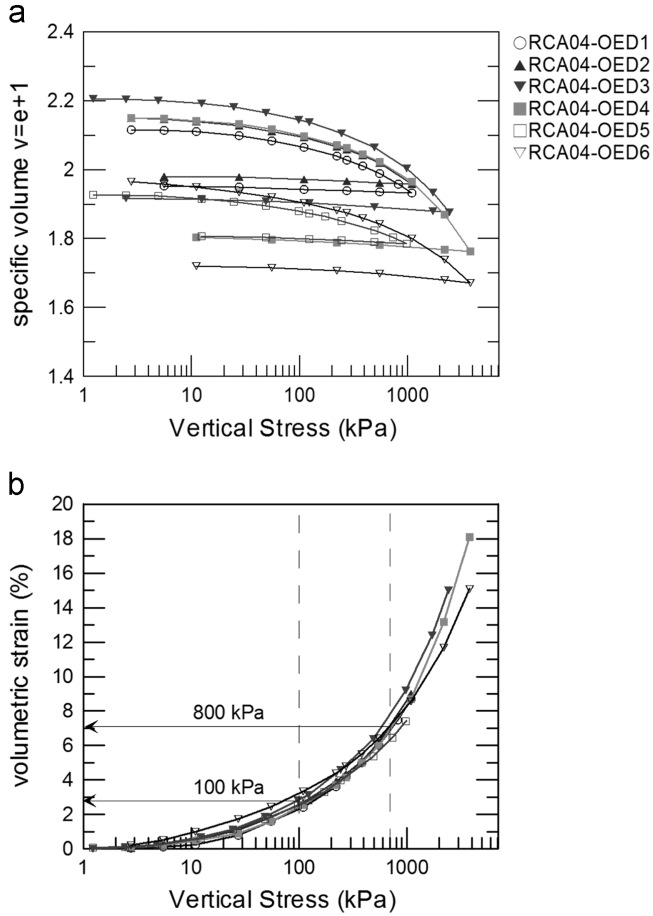 a
2.4
2.2
2
1.8
1.6
1.4
specific volume v=e+1
1
10
100
1000
Vertical Stress (kPa)
RCA04-OED1
RCA04-OED2
RCA04-OED3
RCA04-OED4
RCA04-OED5
RCA04-OED6
b
20
18
16
14
12
10
8
6
4
2
0
volumetric strain (%)
800 kPa
100 kPa
1
10
100
1000
Vertical Stress (kPa)